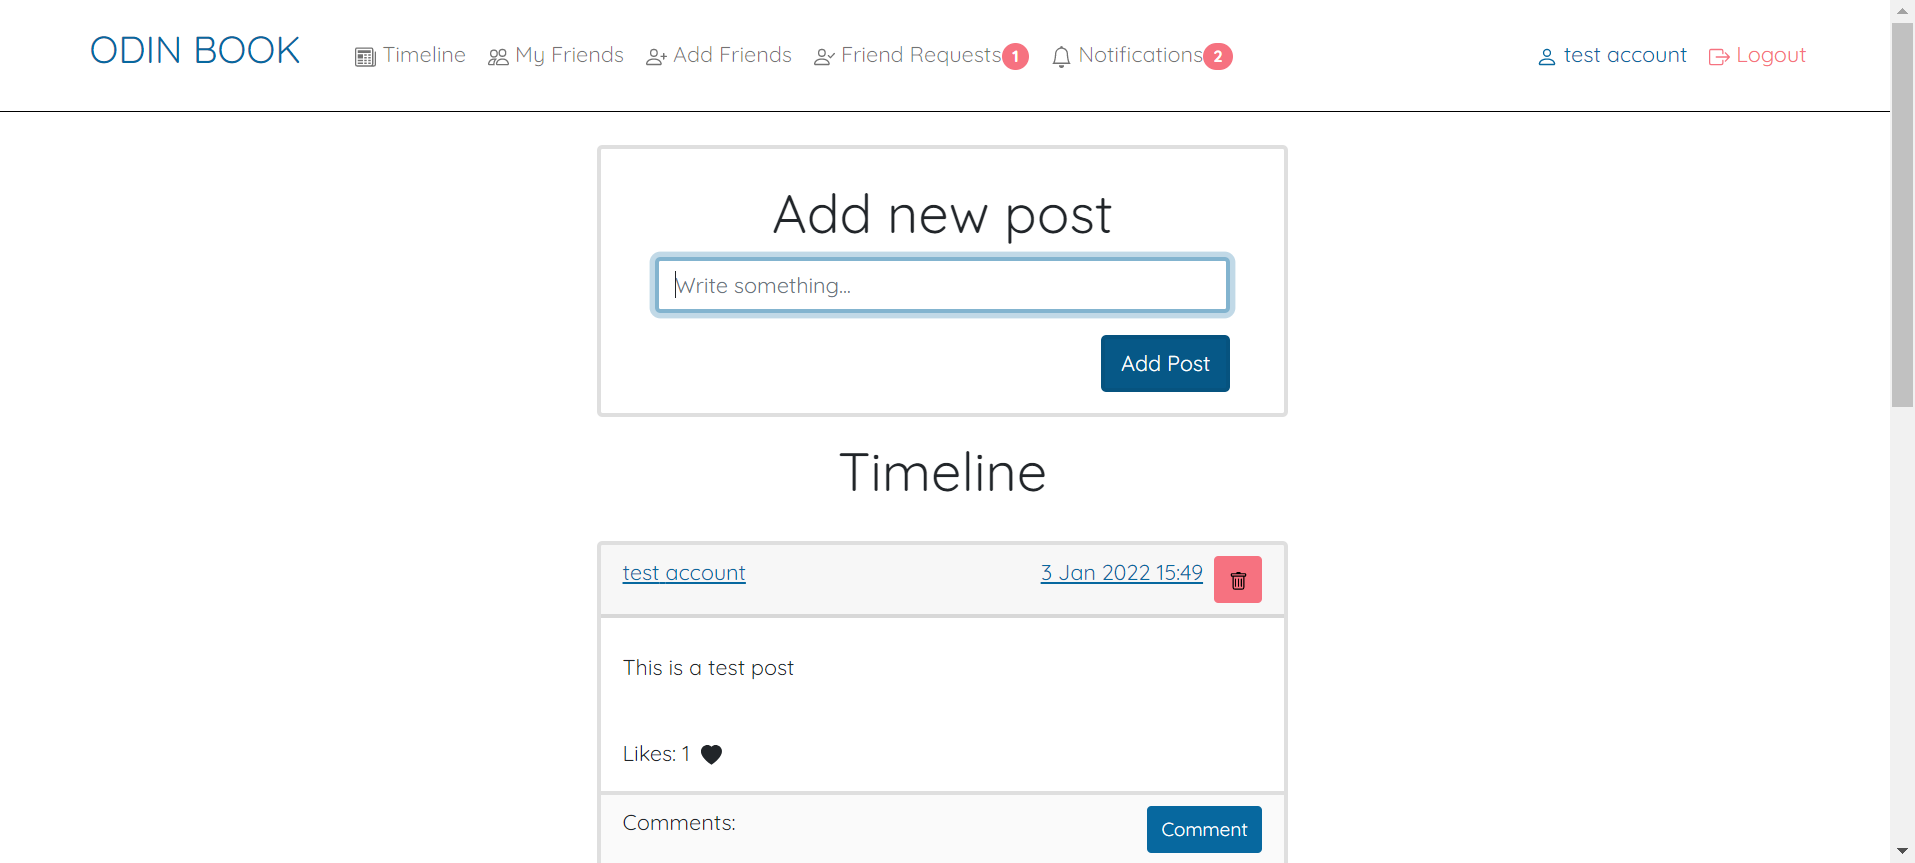 ODIN BOOK Timeline My Friends Add Friends Friend Requests 1 Notifications 2 test account Logout
Add new post
Write something...
Add Post
Timeline
test account 3 Jan 2022 15:49
This is a test post
Likes: 1
Comments: Comment